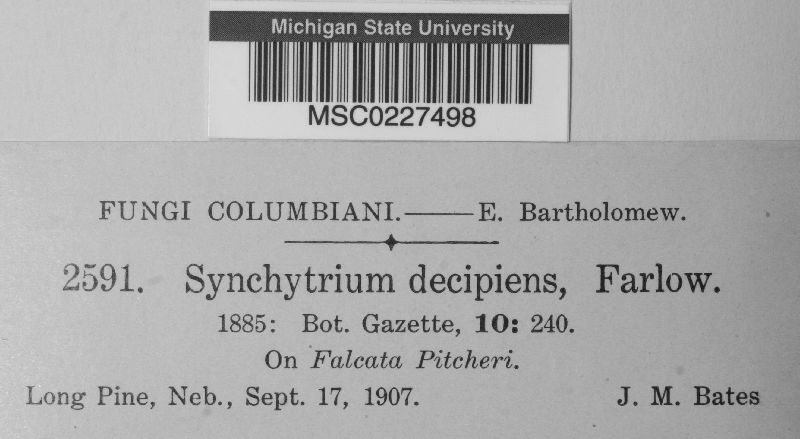 Michigan State University
MSC0227498
FUNGI COLUMBIANI.——E. Bartholomew.
2591. Synchytrium decipiens, Farlow.
1885: Bot. Gazette, 10: 240.
On Falcata Pitcheri.
Long Pine, Neb., Sept. 17, 1907. J. M. Bates